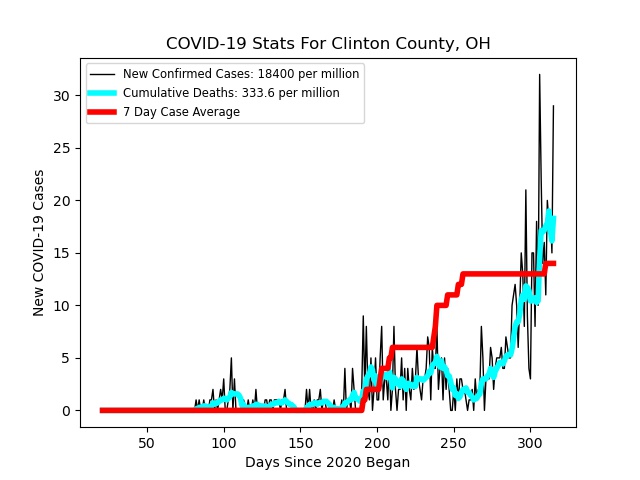 COVID-19 Stats For Clinton County, OH
New Confirmed Cases: 18400 per million
Cumulative Deaths: 333.6 per million
7 Day Case Average
New COVID-19 Cases
30
25
20
15
10
5
0
50 100 150 200 250 300
Days Since 2020 Began